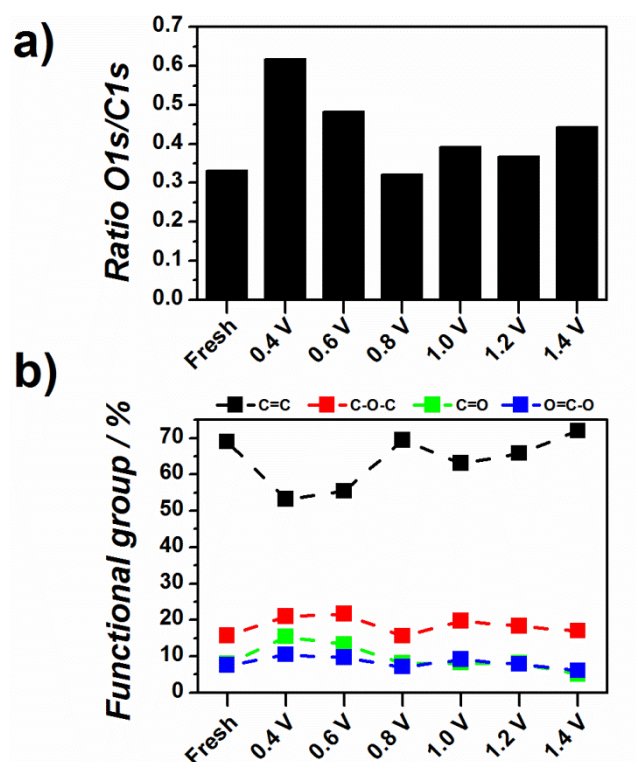 a)
Ratio O1s/C1s
0.7
0.6
0.5
0.4
0.3
0.2
0.1
0.0
Fresh 0.4 V 0.6 V 0.8 V 1.0 V 1.2 V 1.4 V
b)
C=C C-O-C C=O O=C-O
Functional group / %
70
60
50
40
30
20
10
0
Fresh 0.4 V 0.6 V 0.8 V 1.0 V 1.2 V 1.4 V